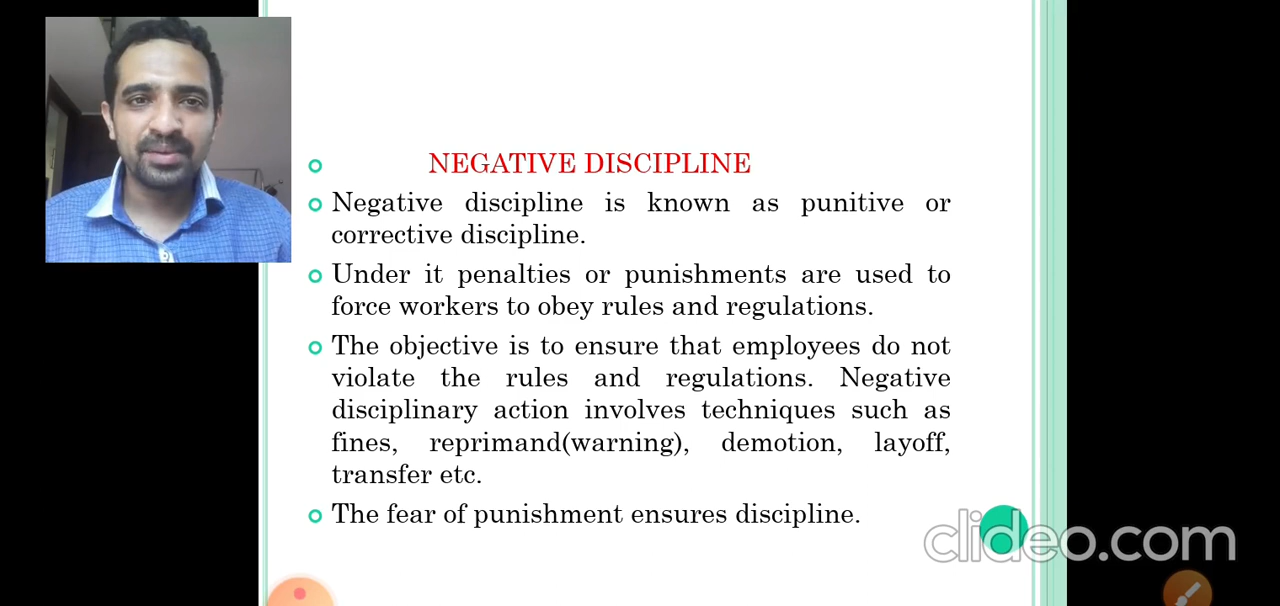 NEGATIVE DISCIPLINE
Negative discipline is known as punitive or
corrective discipline.
Under it penalties or punishments are used to
force workers to obey rules and regulations.
The objective is to ensure that employees do not
violate the rules and regulations. Negative
disciplinary action involves techniques such as
fines, reprimand(warning), demotion, layoff,
transfer etc.
The fear of punishment ensures discipline.
clideo.com